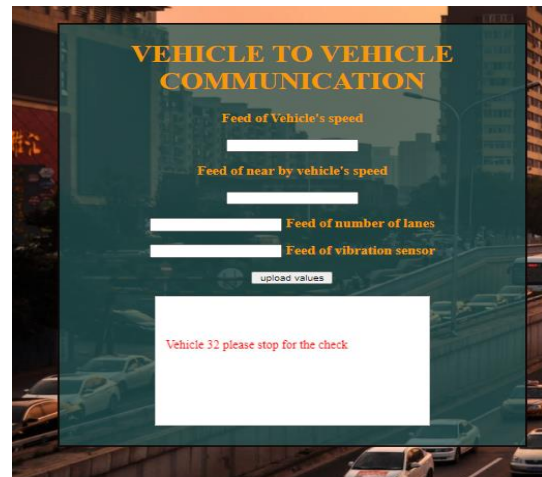 VEHICLE TO VEHICLE
COMMUNICATION
Feed of Vehicle's speed
Feed of near by vehicle's speed
Feed of number of lanes
Feed of vibration sensor
upload values
Vehicle 32 please stop for the check